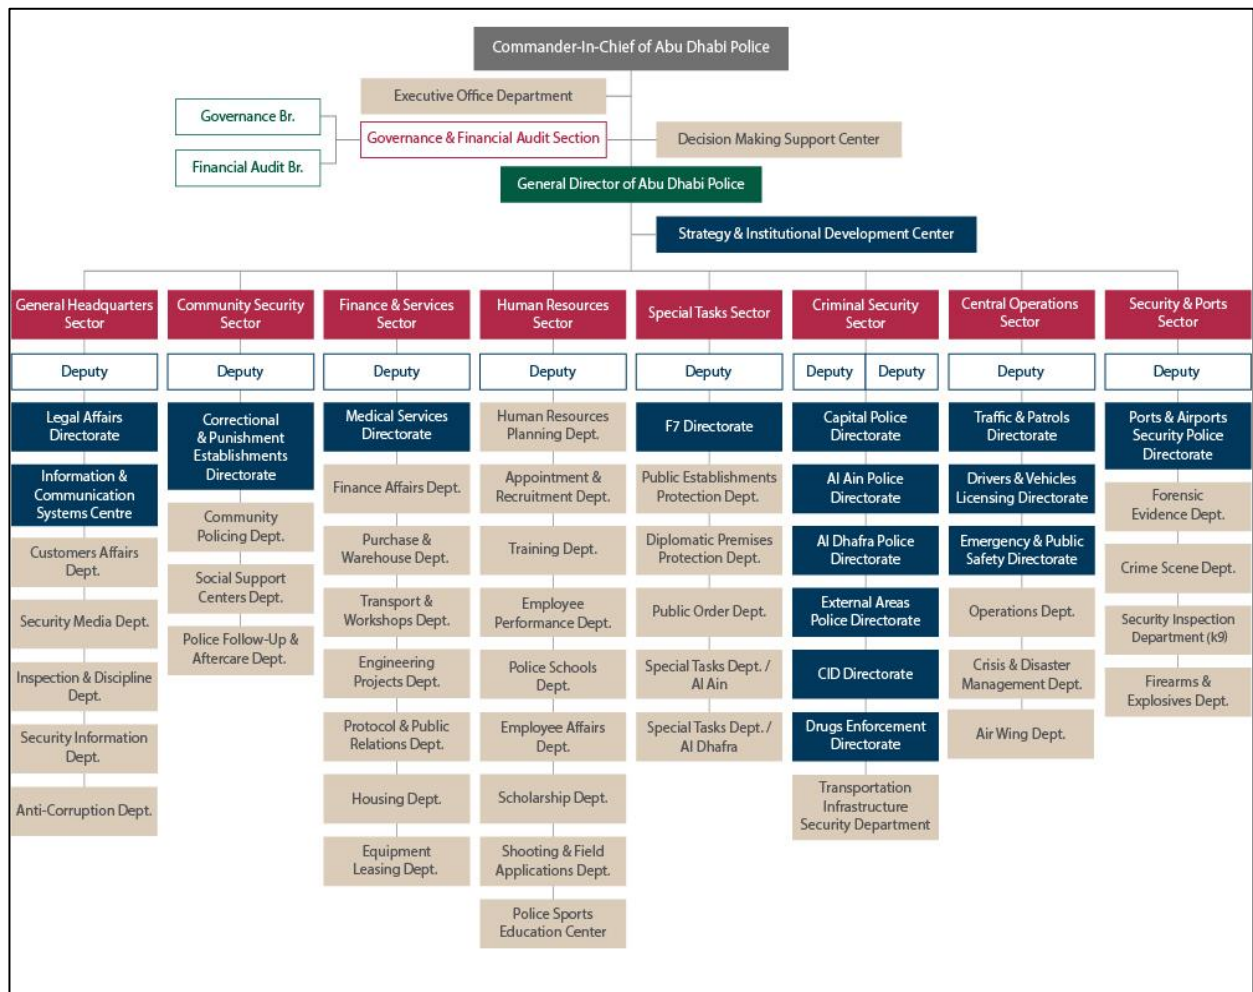 Commander-In-Chief of Abu Dhabi Police
Executive Office Department
Governance Br.
Governance & Financial Audit Section
Decision Making Support Center
Financial Audit Br.
General Director of Abu Dhabi Police
Strategy & Institutional Development Center
General Headquarters
Sector
Deputy
Legal Affairs
Directorate
Information &
Communication
Systems Centre
Customers Affairs
Dept.
Security Media Dept.
Inspection & Discipline
Dept.
Security Information
Dept.
Anti-Corruption Dept.
Community Security
Sector
Deputy
Correctional
& Punishment
Establishments
Directorate
Community
Policing Dept.
Social Support
Centers Dept.
Police Follow-Up &
Aftercare Dept.
Finance & Services
Sector
Deputy
Medical Services
Directorate
Finance Affairs Dept.
Purchase &
Warehouse Dept.
Transport &
Workshops Dept.
Engineering
Projects Dept.
Protocol & Public
Relations Dept.
Housing Dept.
Equipment
Leasing Dept.
Human Resources
Sector
Deputy
Human Resources
Planning Dept.
Appointment &
Recruitment Dept.
Training Dept.
Employee
Performance Dept.
Police Schools
Dept.
Employee Affairs
Dept.
Scholarship Dept.
Shooting & Field
Applications Dept.
Police Sports
Education Center
Special Tasks Sector
Deputy
F7 Directorate
Public Establishments
Protection Dept.
Diplomatic Premises
Protection Dept.
Public Order Dept.
Special Tasks Dept. /
Al Ain
Special Tasks Dept. /
Al Dhafra
Criminal Security
Sector
Deputy
Deputy
Capital Police
Directorate
Al Ain Police
Directorate
Al Dhafra Police
Directorate
External Areas
Police Directorate
CID Directorate
Drugs Enforcement
Directorate
Transportation
Infrastructure
Security Department
Central Operations
Sector
Deputy
Traffic & Patrols
Directorate
Drivers & Vehicles
Licensing Directorate
Emergency & Public
Safety Directorate
Operations Dept.
Crisis & Disaster
Management Dept.
Air Wing Dept.
Security & Ports
Sector
Deputy
Ports & Airports
Security Police
Directorate
Forensic
Evidence Dept.
Crime Scene Dept.
Security Inspection
Department (k9)
Firearms &
Explosives Dept.